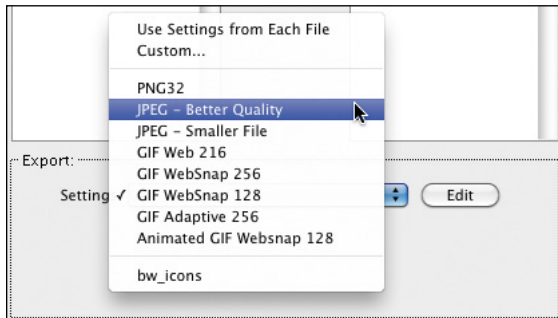 Use Settings from Each File
Custom...
PNG32
JPEG – Better Quality
JPEG – Smaller File
Export:
GIF Web 216
GIF WebSnap 256
Setting ✓ GIF WebSnap 128 Edit
GIF Adaptive 256
Animated GIF Websnap 128
bw_icons